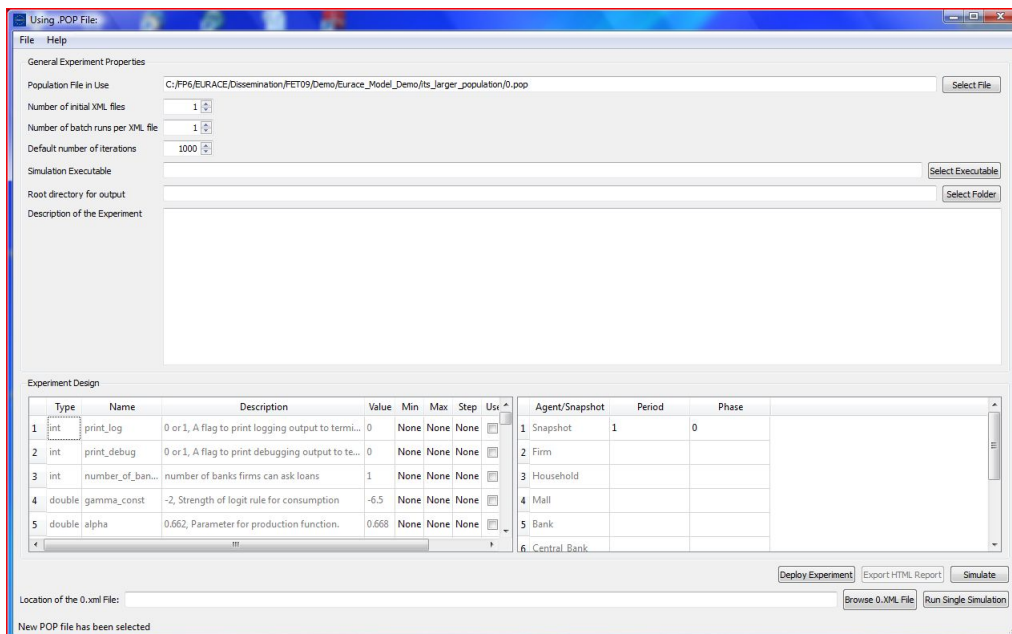 Using .POP File:
File Help
General Experiment Properties
Population File in Use C:/FP6/EURACE/Dissemination/FET09/Demo/Eurace_Model_Demo/its_larger_population/0.pop Select File
Number of initial XML files 1
Number of batch runs per XML file 1
Default number of iterations 1000
Simulation Executable Select Executable
Root directory for output Select Folder
Description of the Experiment
Experiment Design
Type Name Description Value Min Max Step Use Agent/Snapshot Period Phase
1 int print_log 0 or 1, A flag to print logging output to termi... 0 None None None 1 Snapshot 1 0
2 int print_debug 0 or 1, A flag to print debugging output to te... 0 None None None 2 Firm
3 int number_of_ban... number of banks firms can ask loans 1 None None None 3 Household
4 double gamma_const -2, Strength of logit rule for consumption -6.5 None None None 4 Mall
5 double alpha 0.662, Parameter for production function. 0.668 None None None 5 Bank
6 Central Bank
Deploy Experiment Export HTML Report Simulate
Location of the 0.xml File: Browse 0.XML File Run Single Simulation
New POP file has been selected